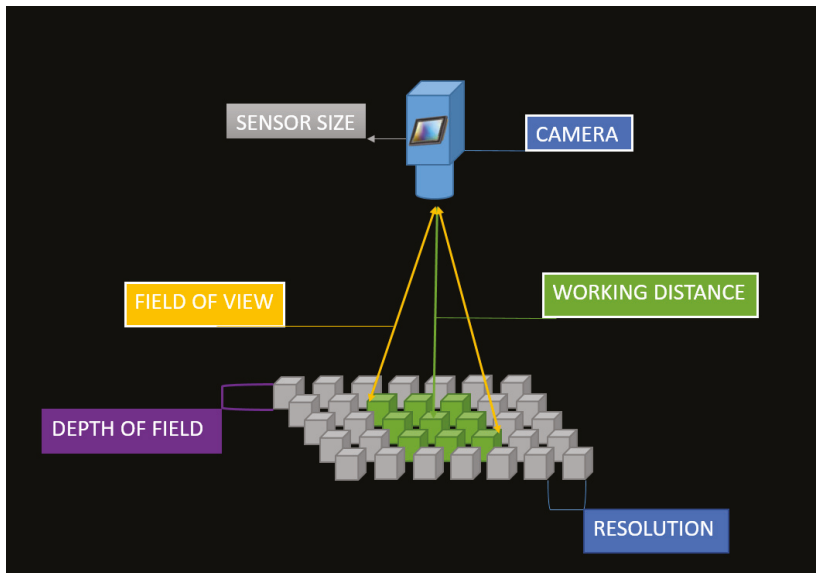 SENSOR SIZE
CAMERA
FIELD OF VIEW
WORKING DISTANCE
DEPTH OF FIELD
RESOLUTION